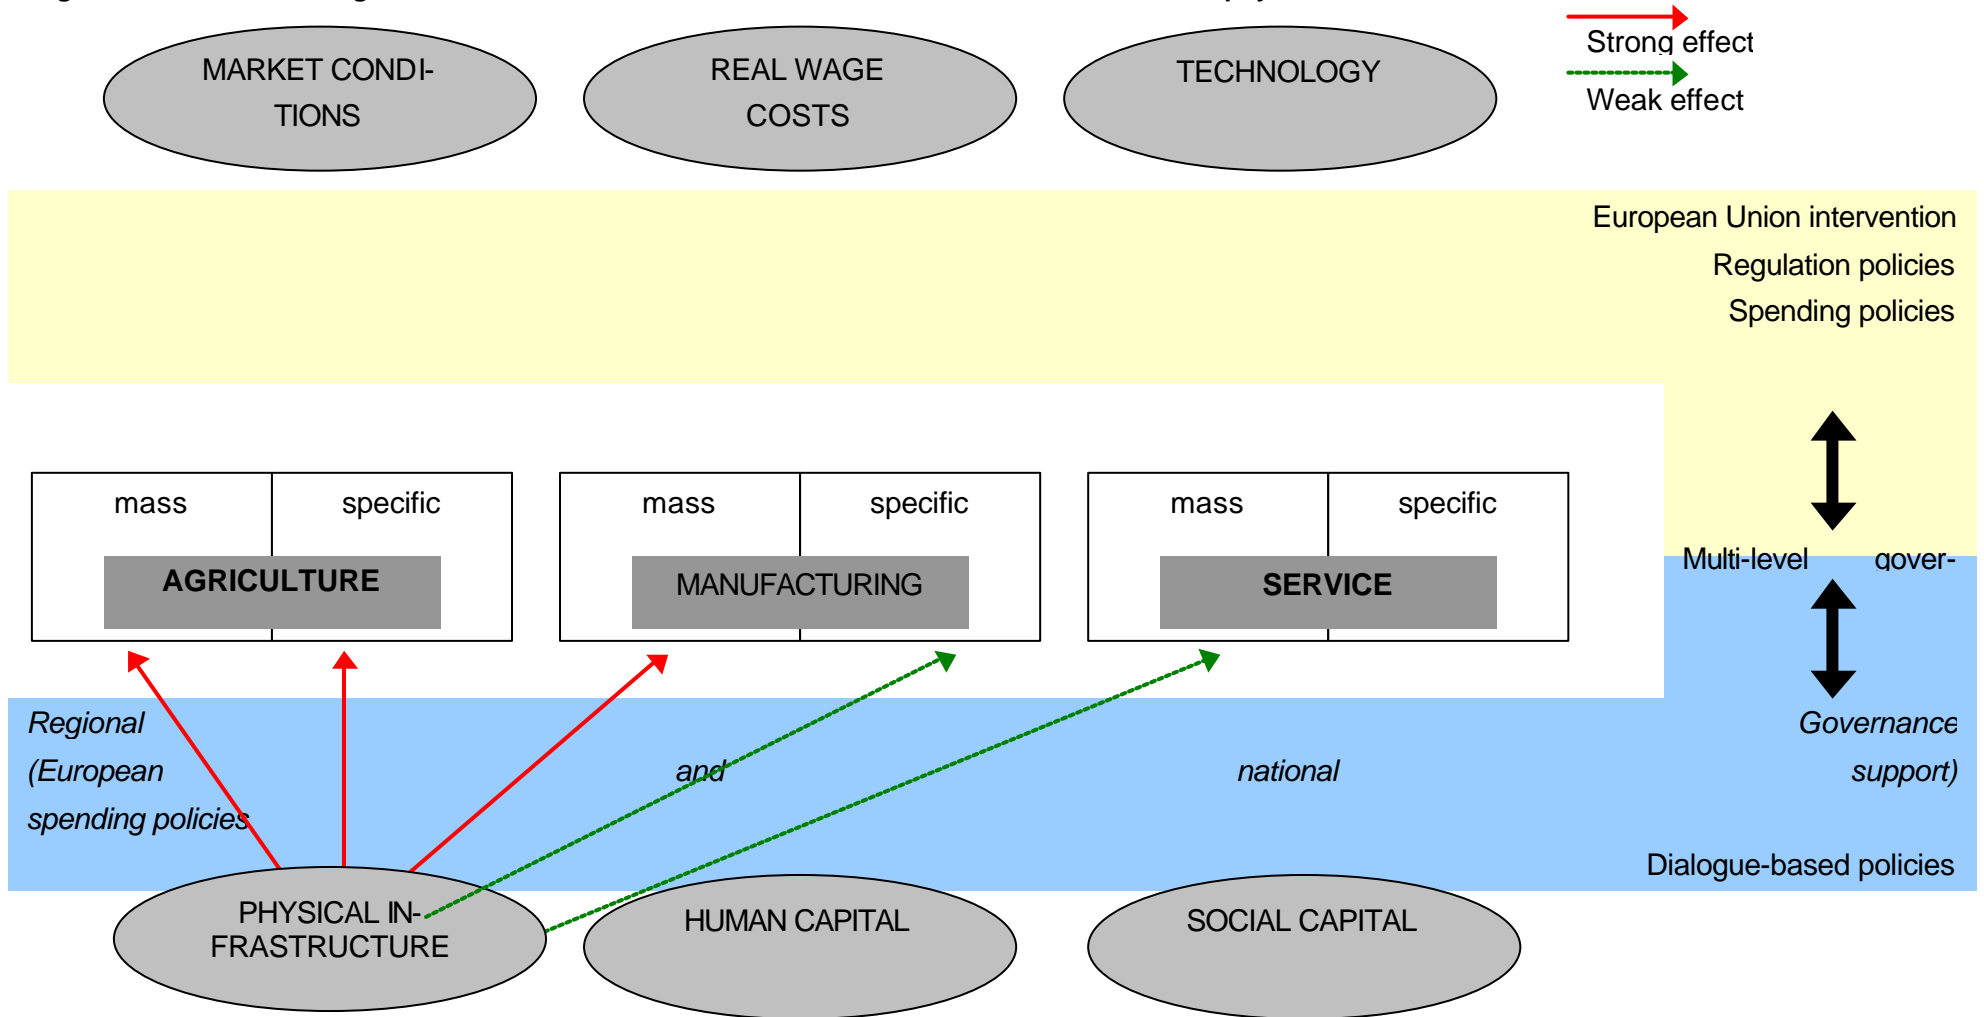 Strong effect
Weak effect
MARKET CONDI-
TIONS
REAL WAGE
COSTS
TECHNOLOGY
European Union intervention
Regulation policies
Spending policies
mass specific
AGRICULTURE
mass specific
MANUFACTURING
mass specific
SERVICE
Multi-level gover-
Regional
(European and national
spending policies
Governance
support)
Dialogue-based policies
PHYSICAL IN-
FRASTRUCTURE
HUMAN CAPITAL
SOCIAL CAPITAL